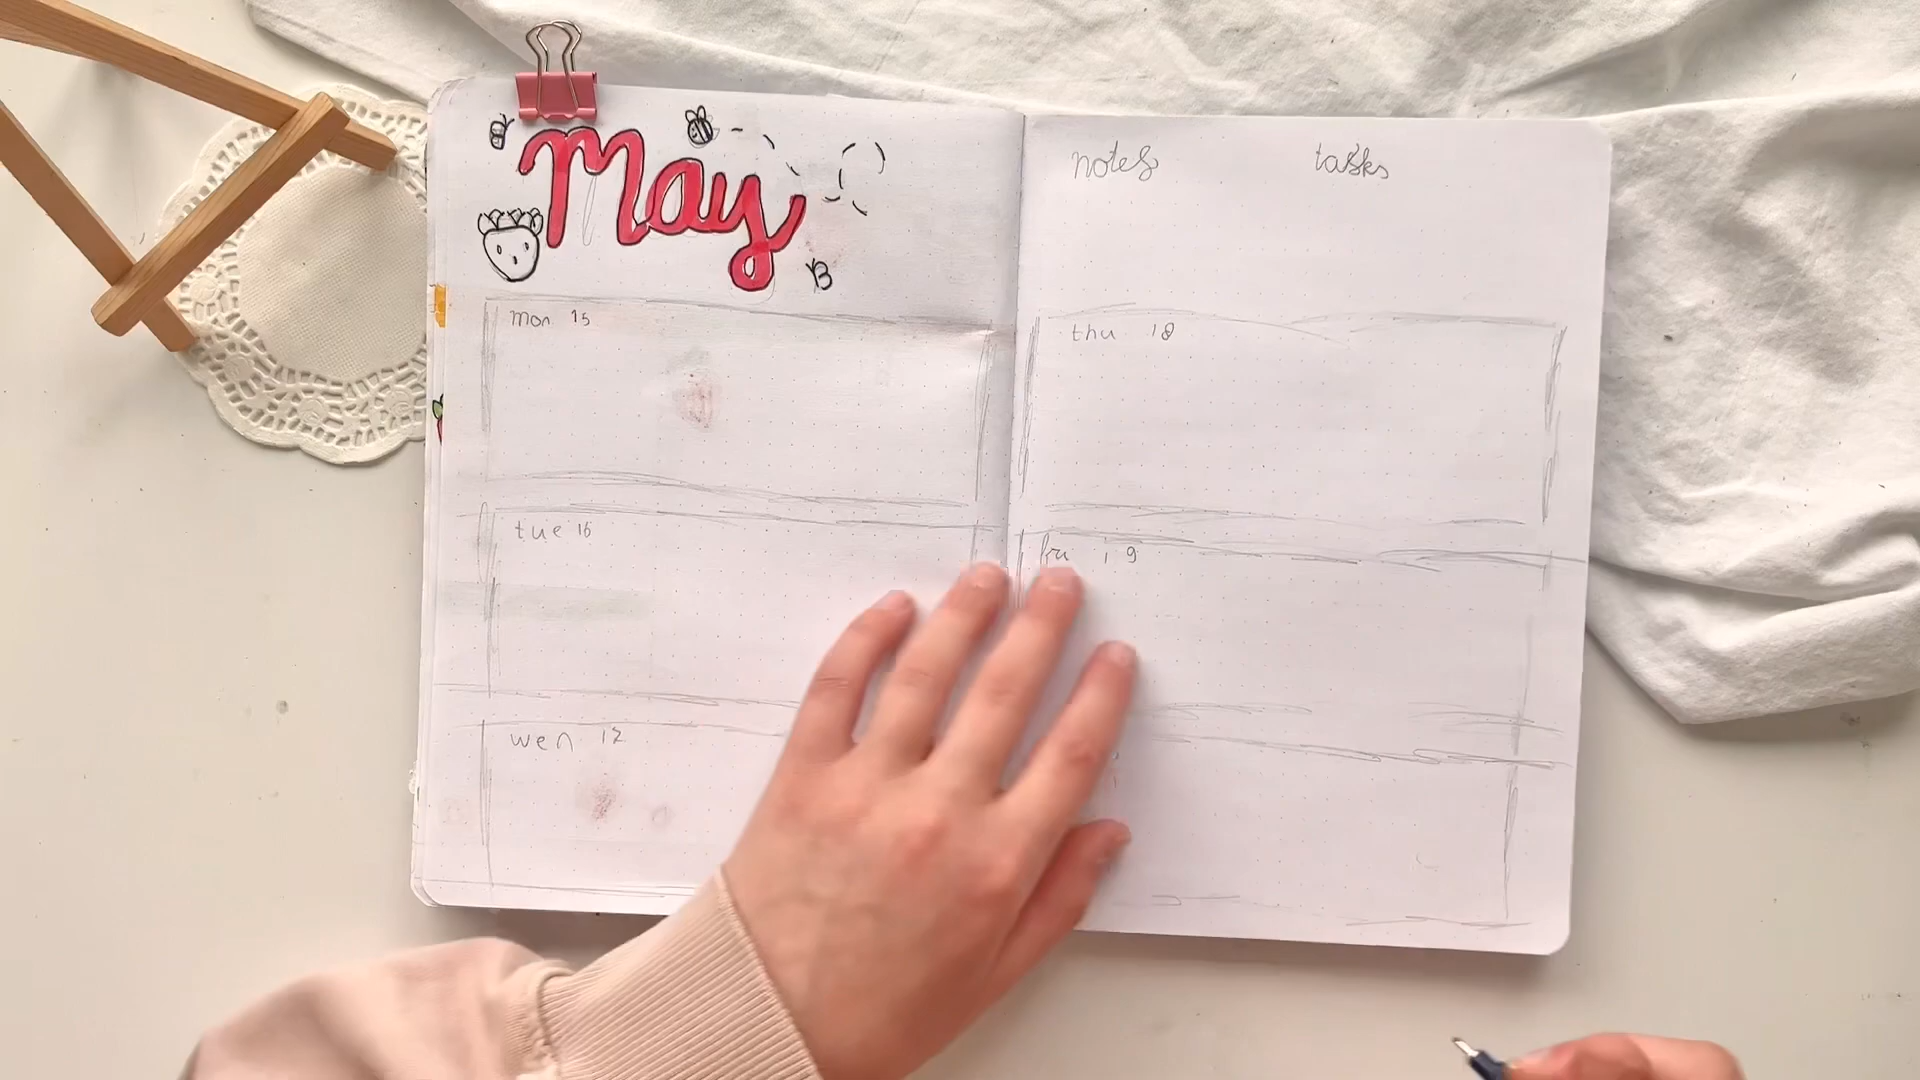 May
mon 15
tue 16
wen 17
notes tasks
thu 18
fri 19